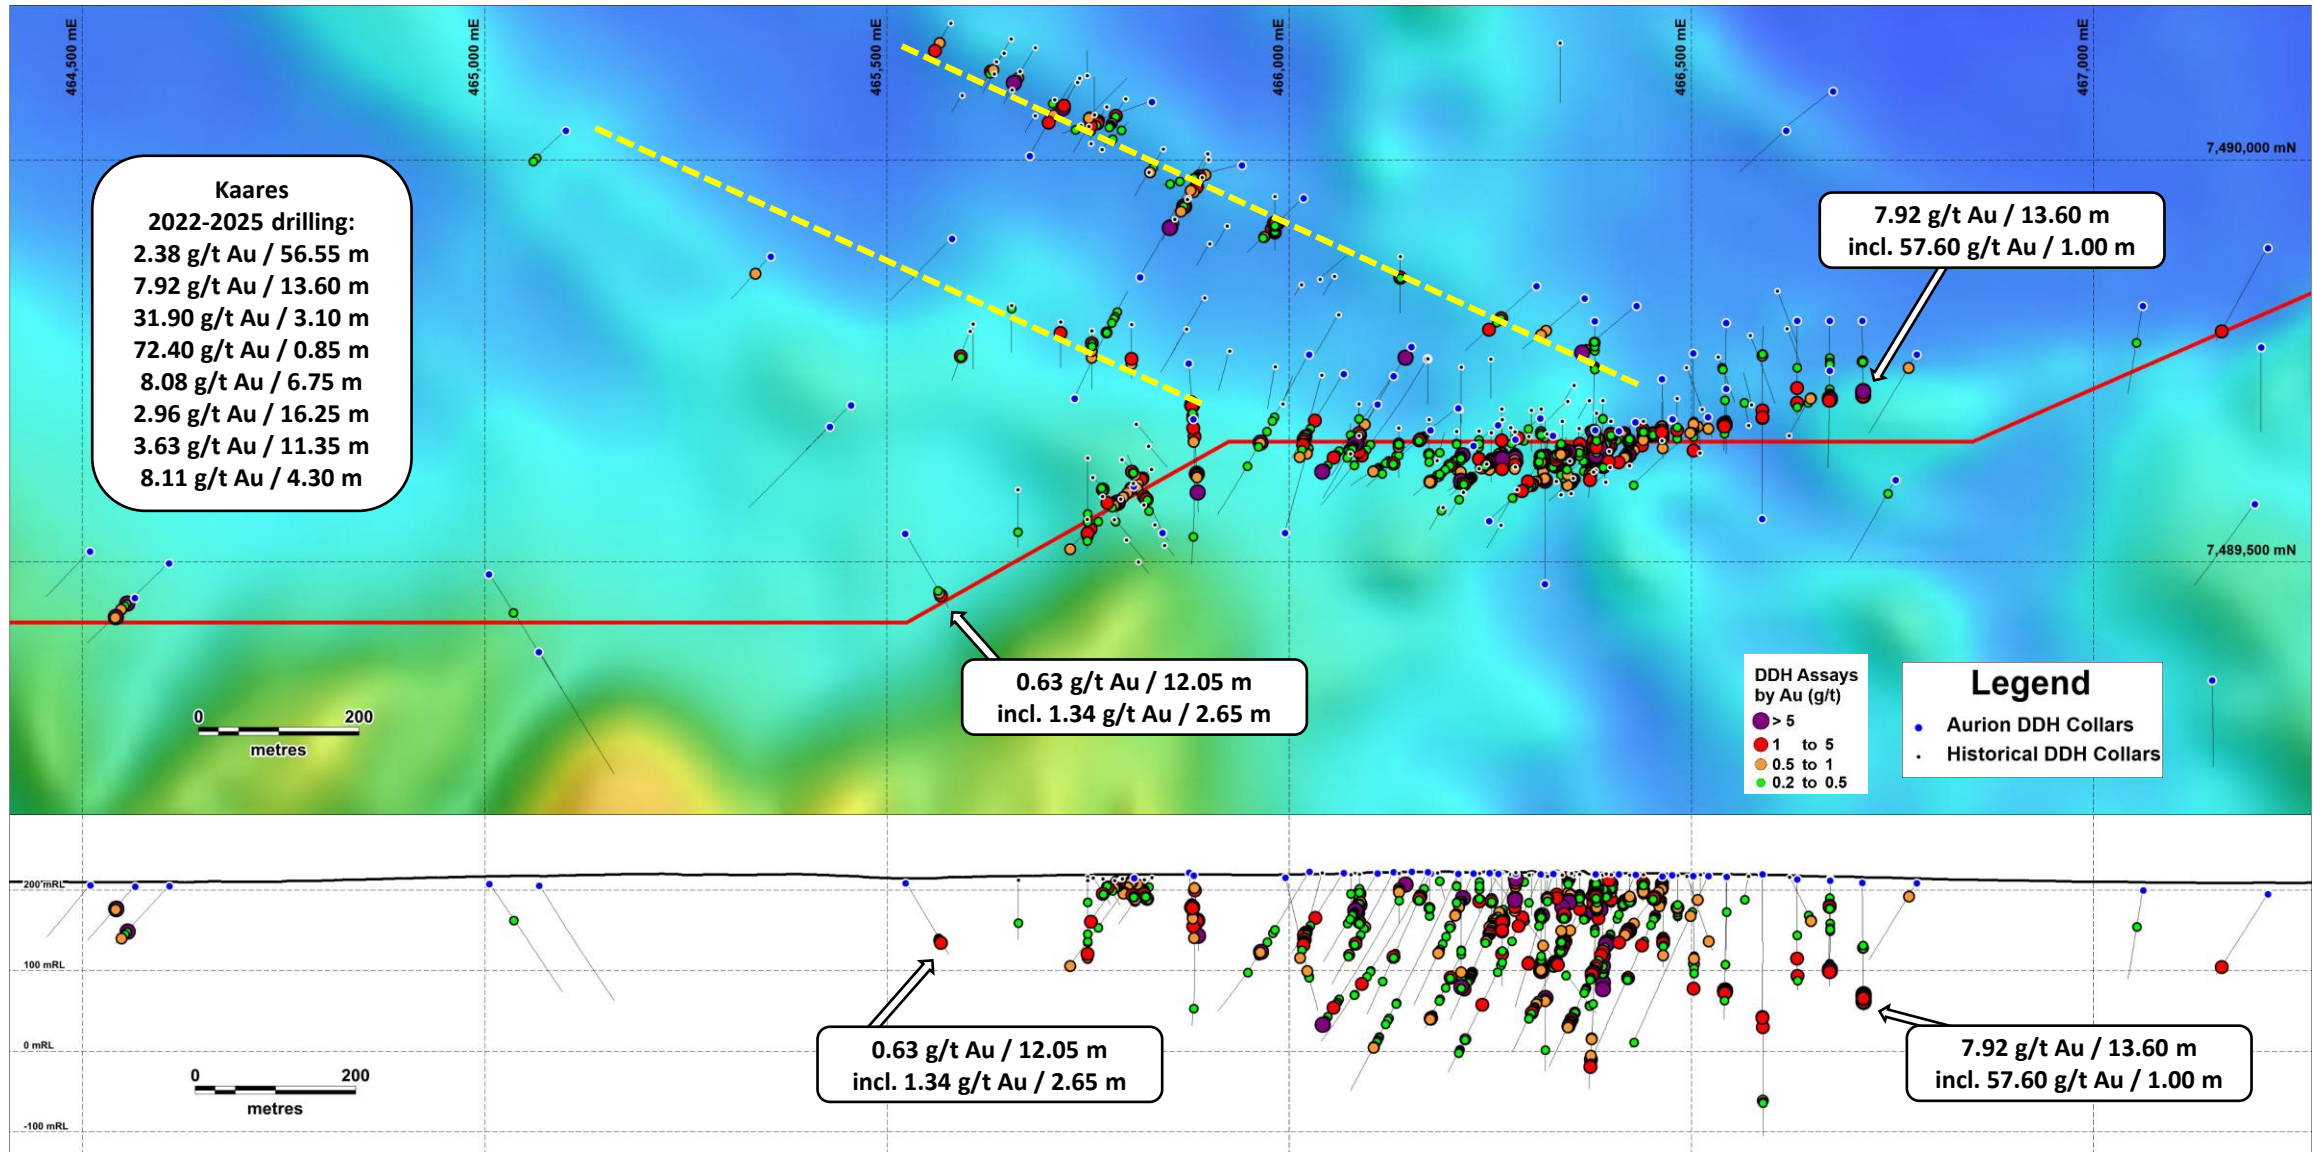 464,500 mE
465,000 mE
465,500 mE
466,000 mE
466,500 mE
467,000 mE
7,490,000 mN
Kaares
2022-2025 drilling:
2.38 g/t Au / 56.55 m
7.92 g/t Au / 13.60 m
31.90 g/t Au / 3.10 m
72.40 g/t Au / 0.85 m
8.08 g/t Au / 6.75 m
2.96 g/t Au / 16.25 m
3.63 g/t Au / 11.35 m
8.11 g/t Au / 4.30 m
7.92 g/t Au / 13.60 m
incl. 57.60 g/t Au / 1.00 m
7,489,500 mN
0.63 g/t Au / 12.05 m
incl. 1.34 g/t Au / 2.65 m
0 200
metres
DDH Assays
by Au (g/t)
> 5
1 to 5
0.5 to 1
0.2 to 0.5
Legend
Aurion DDH Collars
Historical DDH Collars
200 mRL
100 mRL
0 mRL
-100 mRL
0.63 g/t Au / 12.05 m
incl. 1.34 g/t Au / 2.65 m
7.92 g/t Au / 13.60 m
incl. 57.60 g/t Au / 1.00 m
0 200
metres